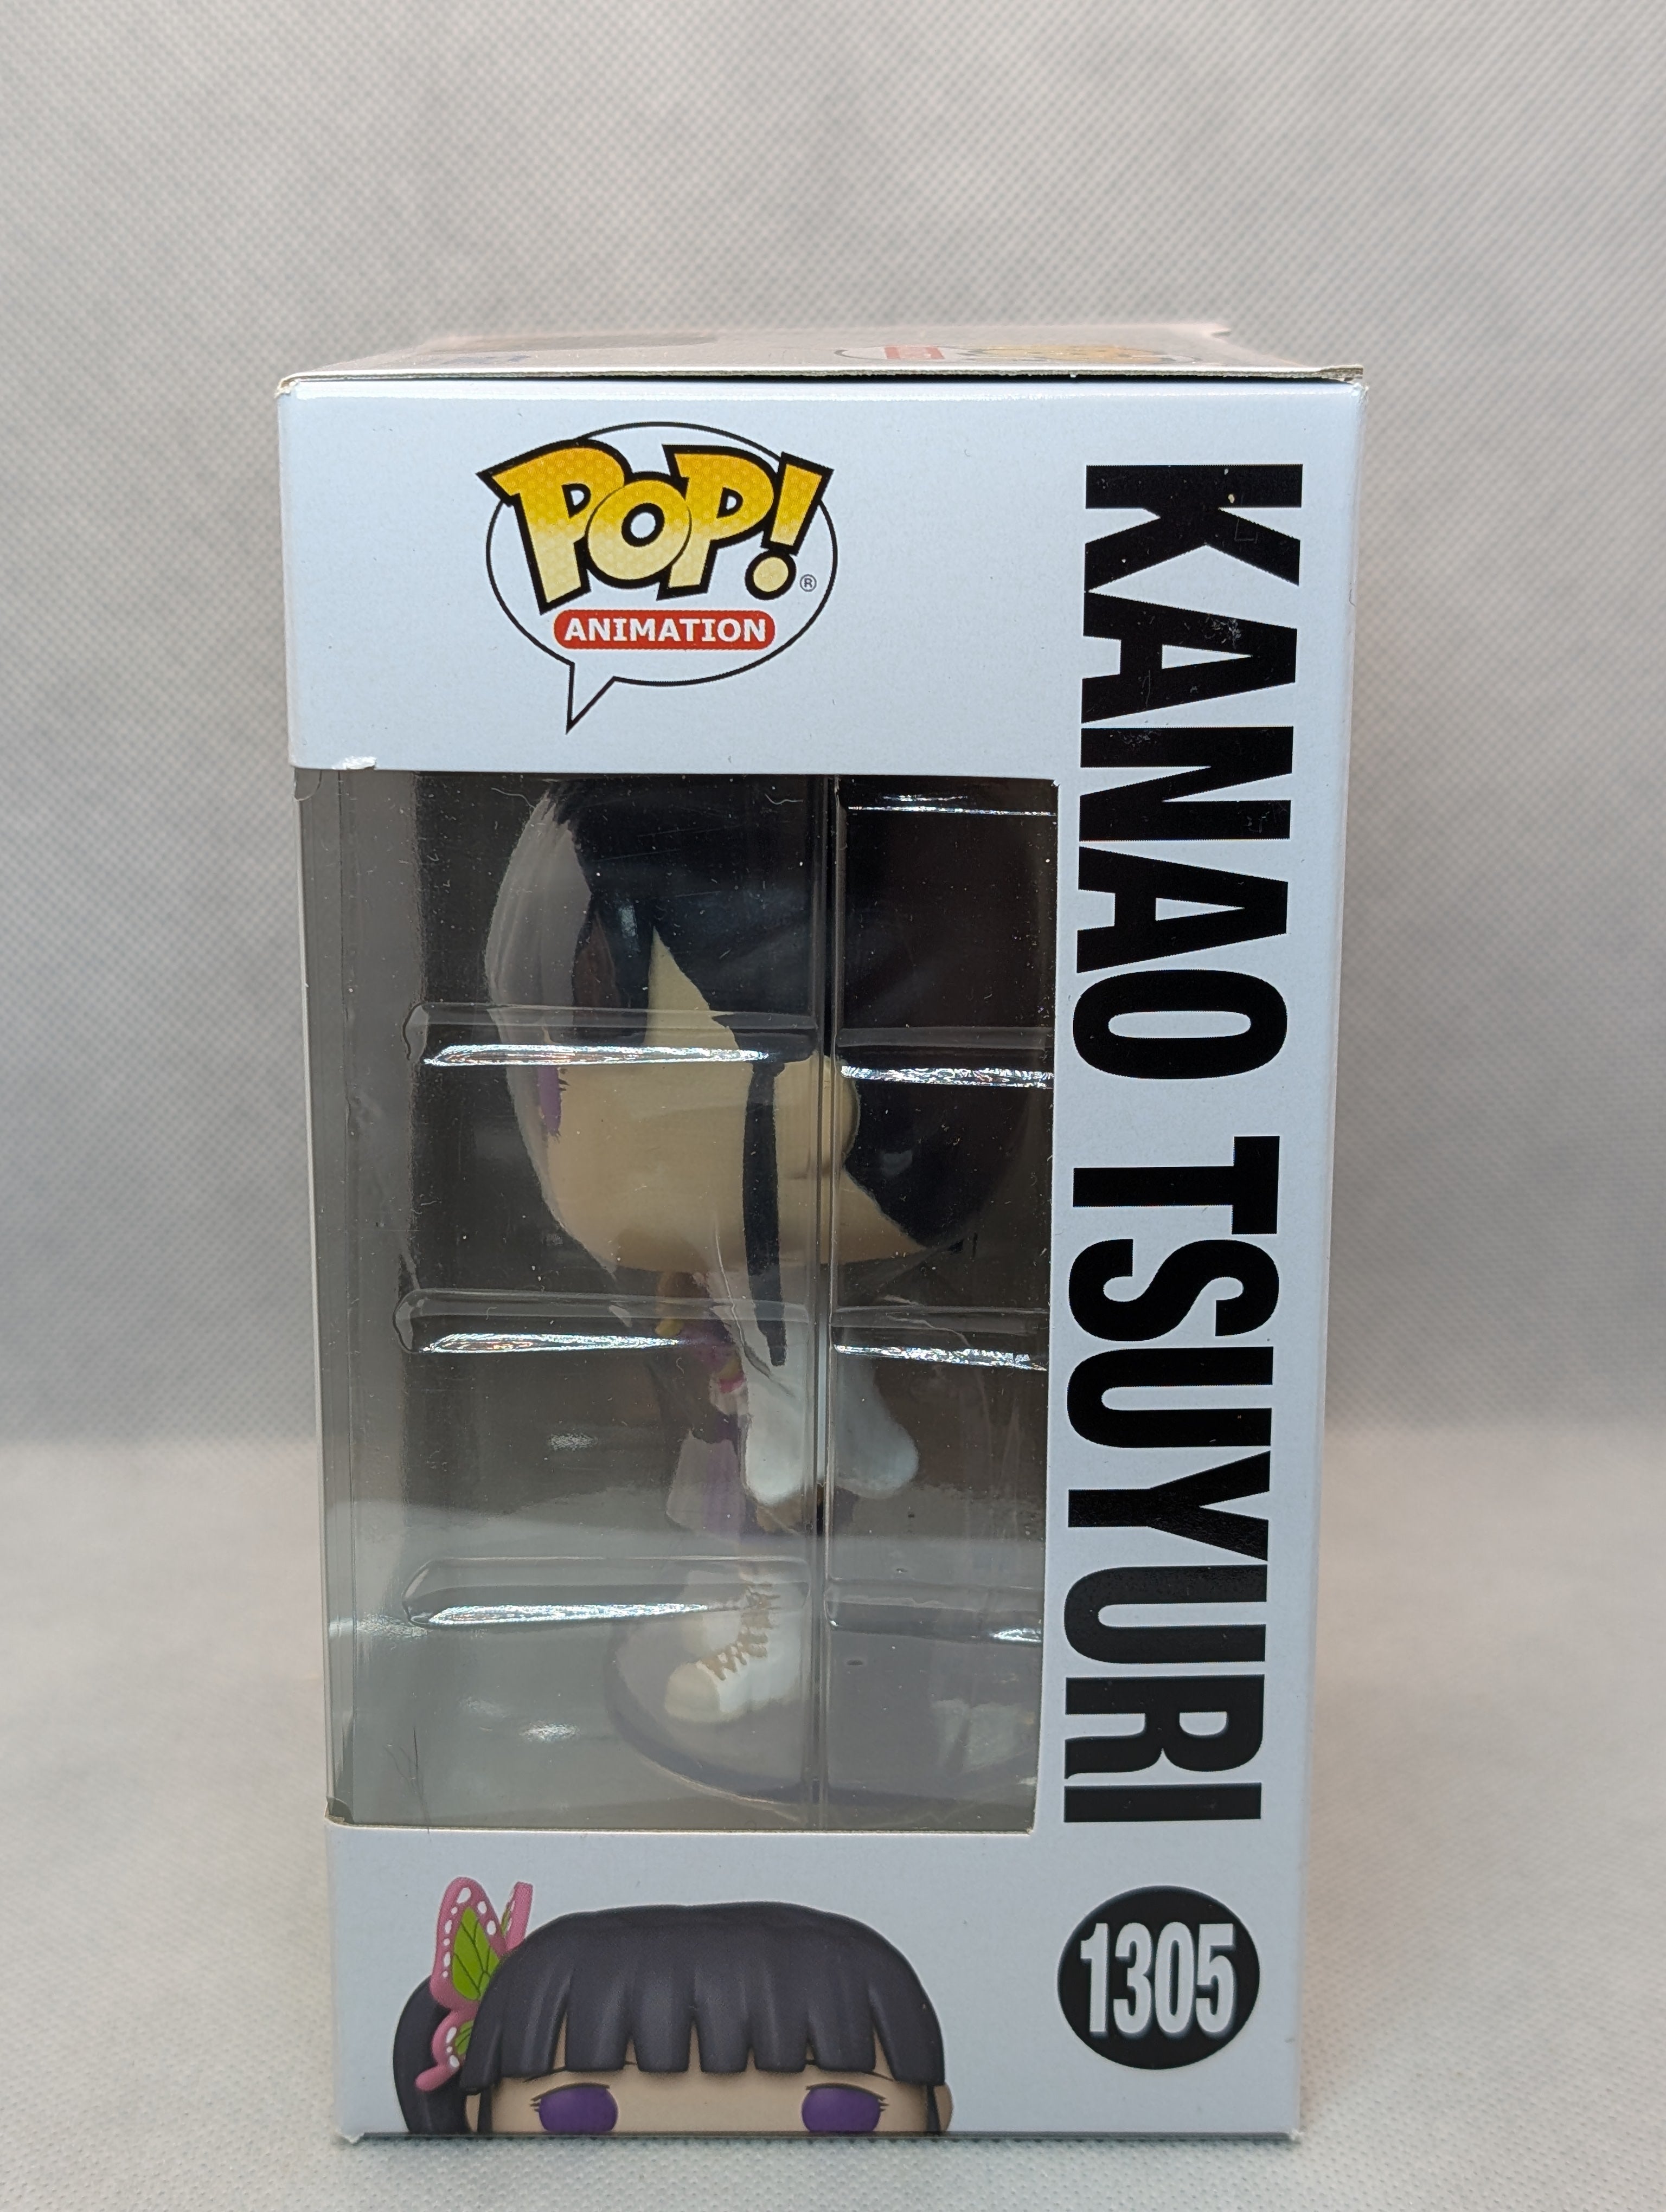 POP!
®
ANIMATION
KANAO TSUYURI
1305